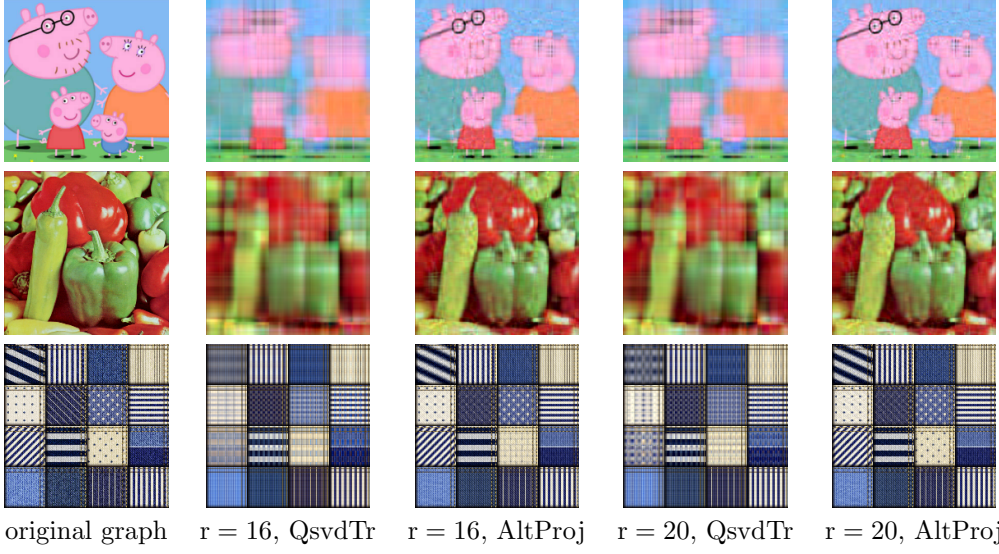 original graph r = 16, QsvdTr r = 16, AltProj r = 20, QsvdTr r = 20, AltProj